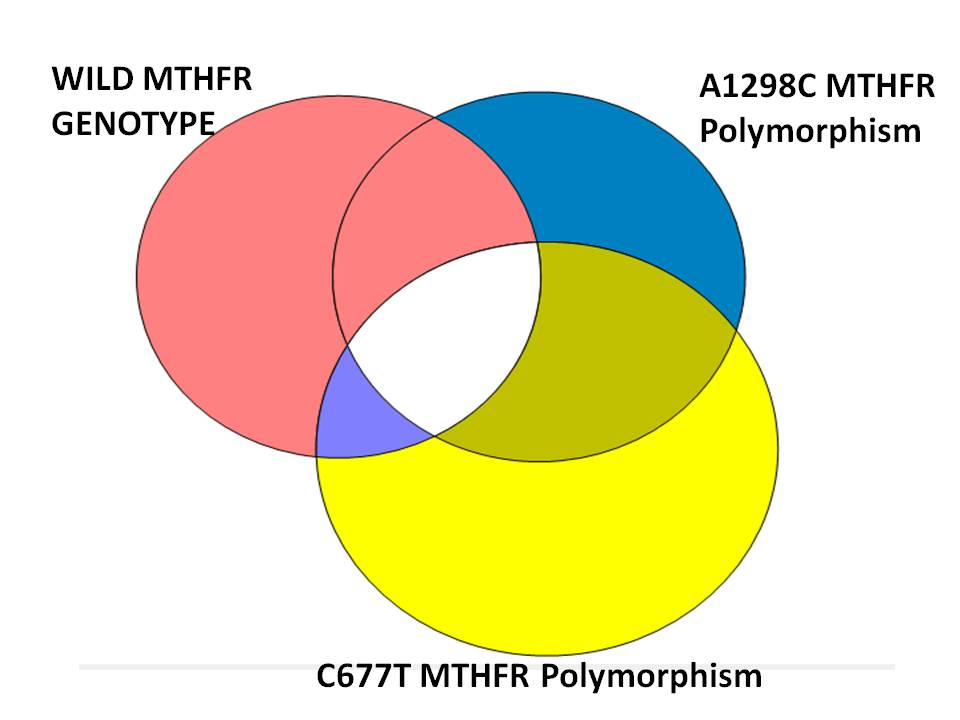 WILD MTHFR
GENOTYPE
A1298C MTHFR
Polymorphism
C677T MTHFR Polymorphism